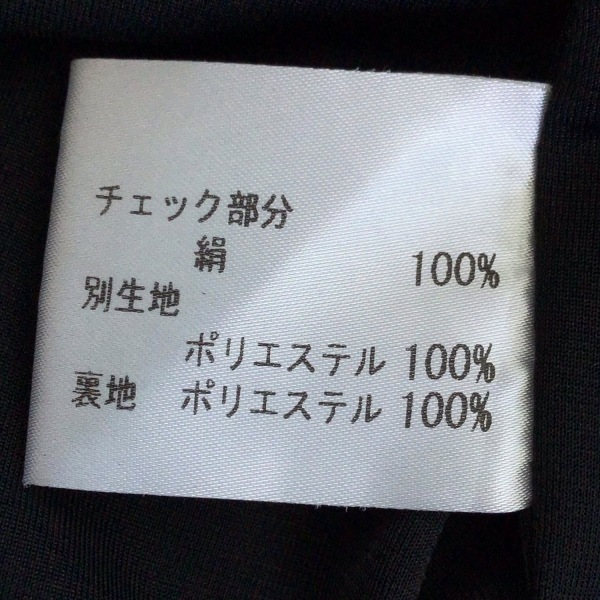 チェック部分
絹 100%
別生地
ポリエステル 100%
裏地 ポリエステル 100%